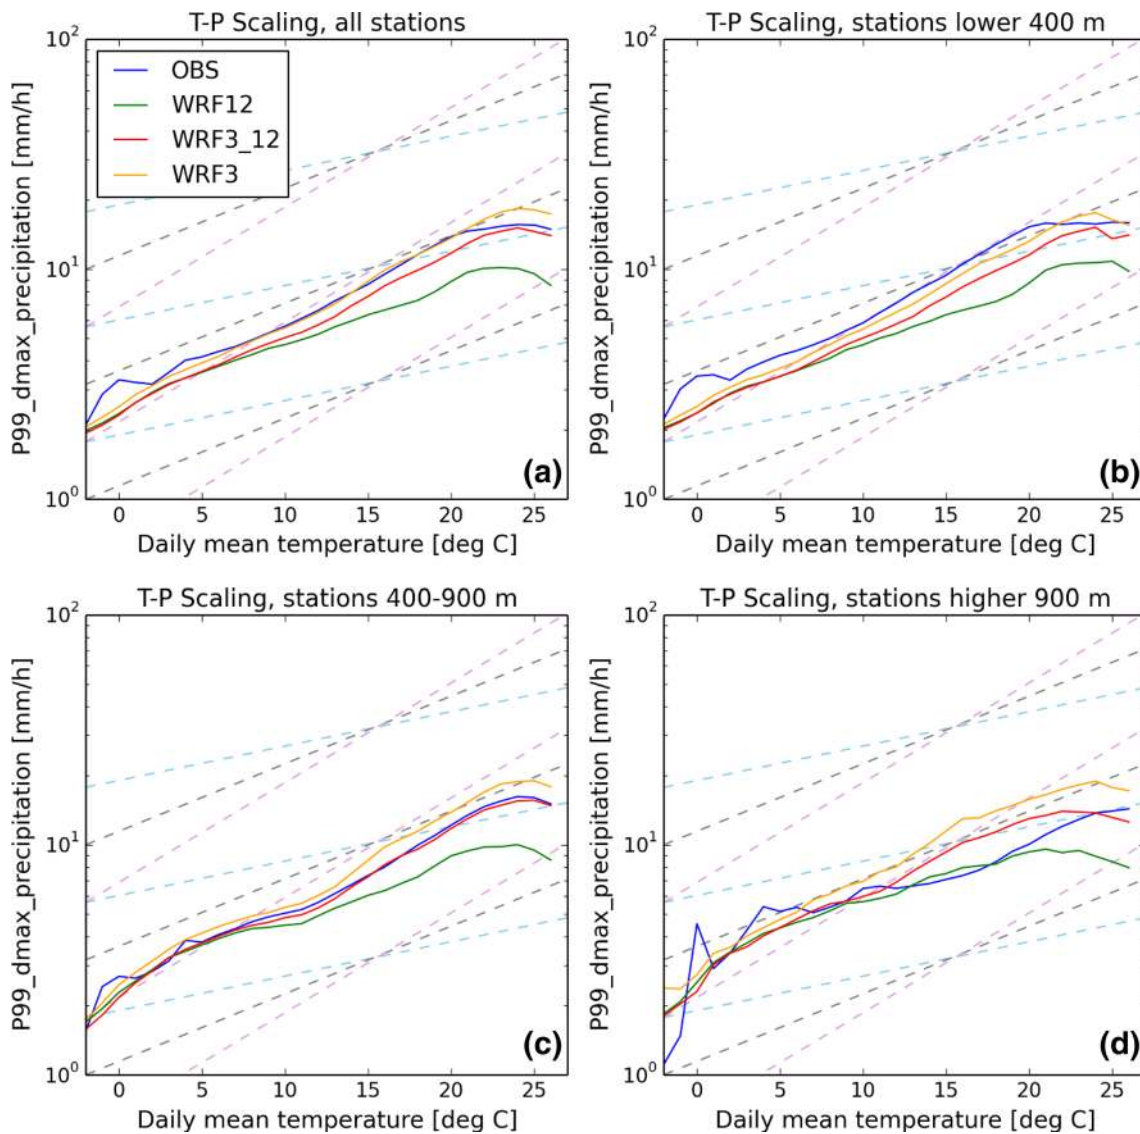 T-P Scaling, all stations
10²
10¹
10⁰
P99_dmax_precipitation [mm/h]
OBS
WRF12
WRF3_12
WRF3
(a)
0 5 10 15 20 25
Daily mean temperature [deg C]
T-P Scaling, stations lower 400 m
10²
10¹
10⁰
P99_dmax_precipitation [mm/h]
(b)
0 5 10 15 20 25
Daily mean temperature [deg C]
T-P Scaling, stations 400-900 m
10²
10¹
10⁰
P99_dmax_precipitation [mm/h]
(c)
0 5 10 15 20 25
Daily mean temperature [deg C]
T-P Scaling, stations higher 900 m
10²
10¹
10⁰
P99_dmax_precipitation [mm/h]
(d)
0 5 10 15 20 25
Daily mean temperature [deg C]